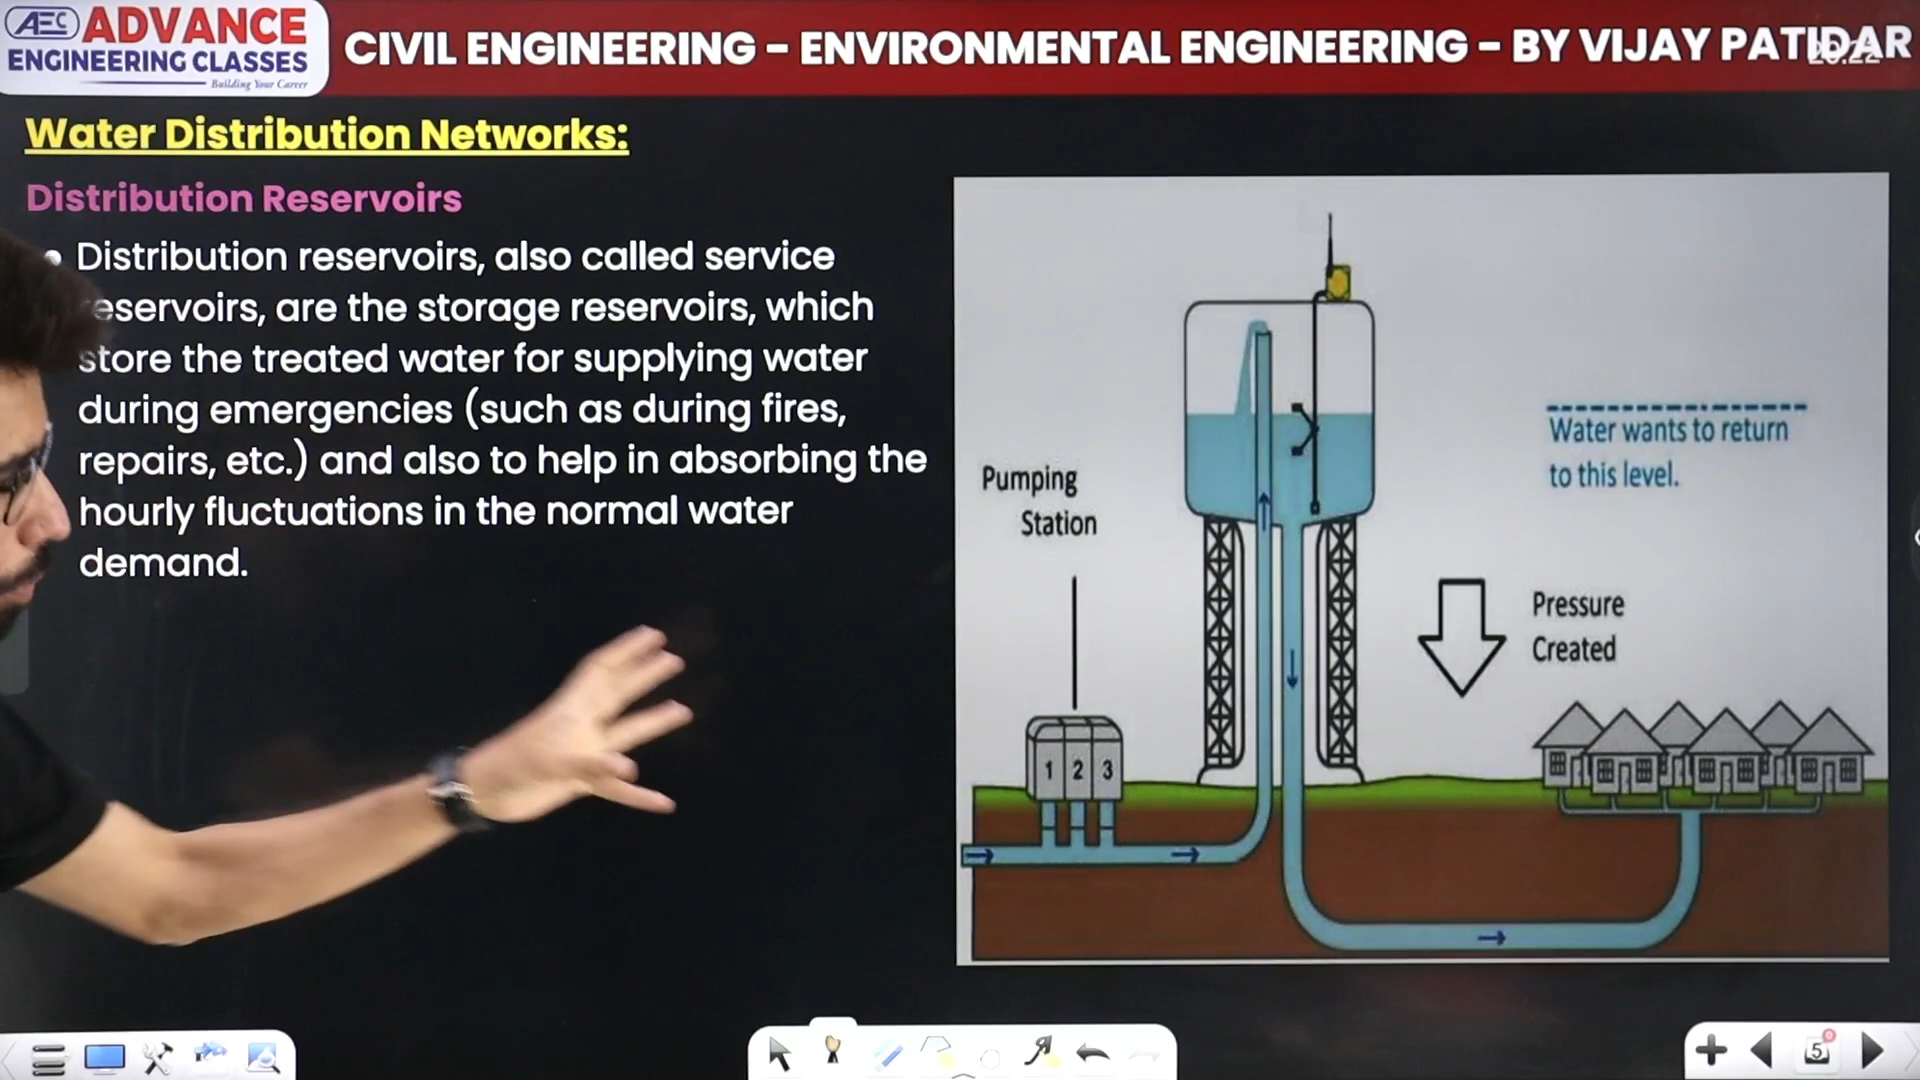 AEC ADVANCE
ENGINEERING CLASSES
Building Your Career
CIVIL ENGINEERING – ENVIRONMENTAL ENGINEERING – BY VIJAY PATIDAR
Water Distribution Networks:
Distribution Reservoirs
• Distribution reservoirs, also called service
eservoirs, are the storage reservoirs, which
store the treated water for supplying water
during emergencies (such as during fires,
repairs, etc.) and also to help in absorbing the
hourly fluctuations in the normal water
demand.
Pumping
Station
1 2 3
Water wants to return
to this level.
Pressure
Created
5
0